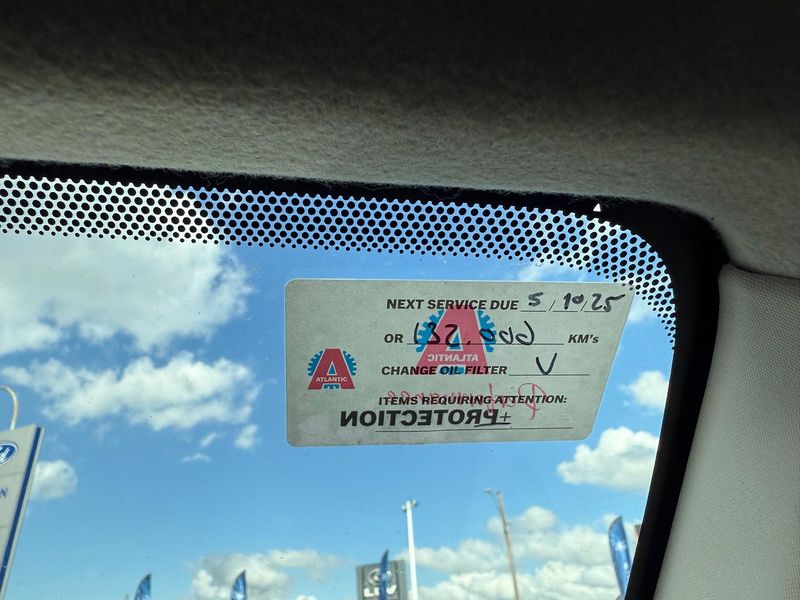 NEXT SERVICE DUE 5/10/25
OR 132,000 KM's
ATLANTIC
CHANGE OIL FILTER ✓
ATLANTIC
ITEMS REQUIRING ATTENTION:
Performance
+PROTECTION